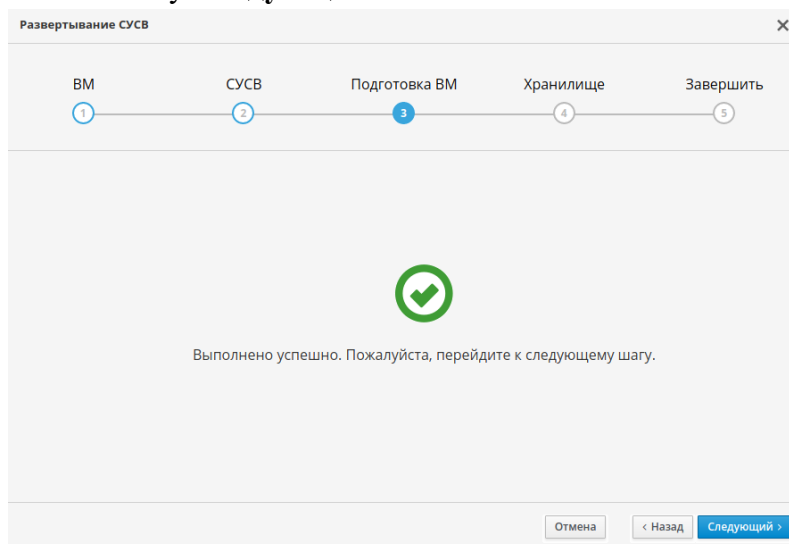 Развертывание СУСВ
ВМ СУСВ Подготовка ВМ Хранилище Завершить
1 2 3 4 5
Выполнено успешно. Пожалуйста, перейдите к следующему шагу.
Отмена < Назад Следующий >